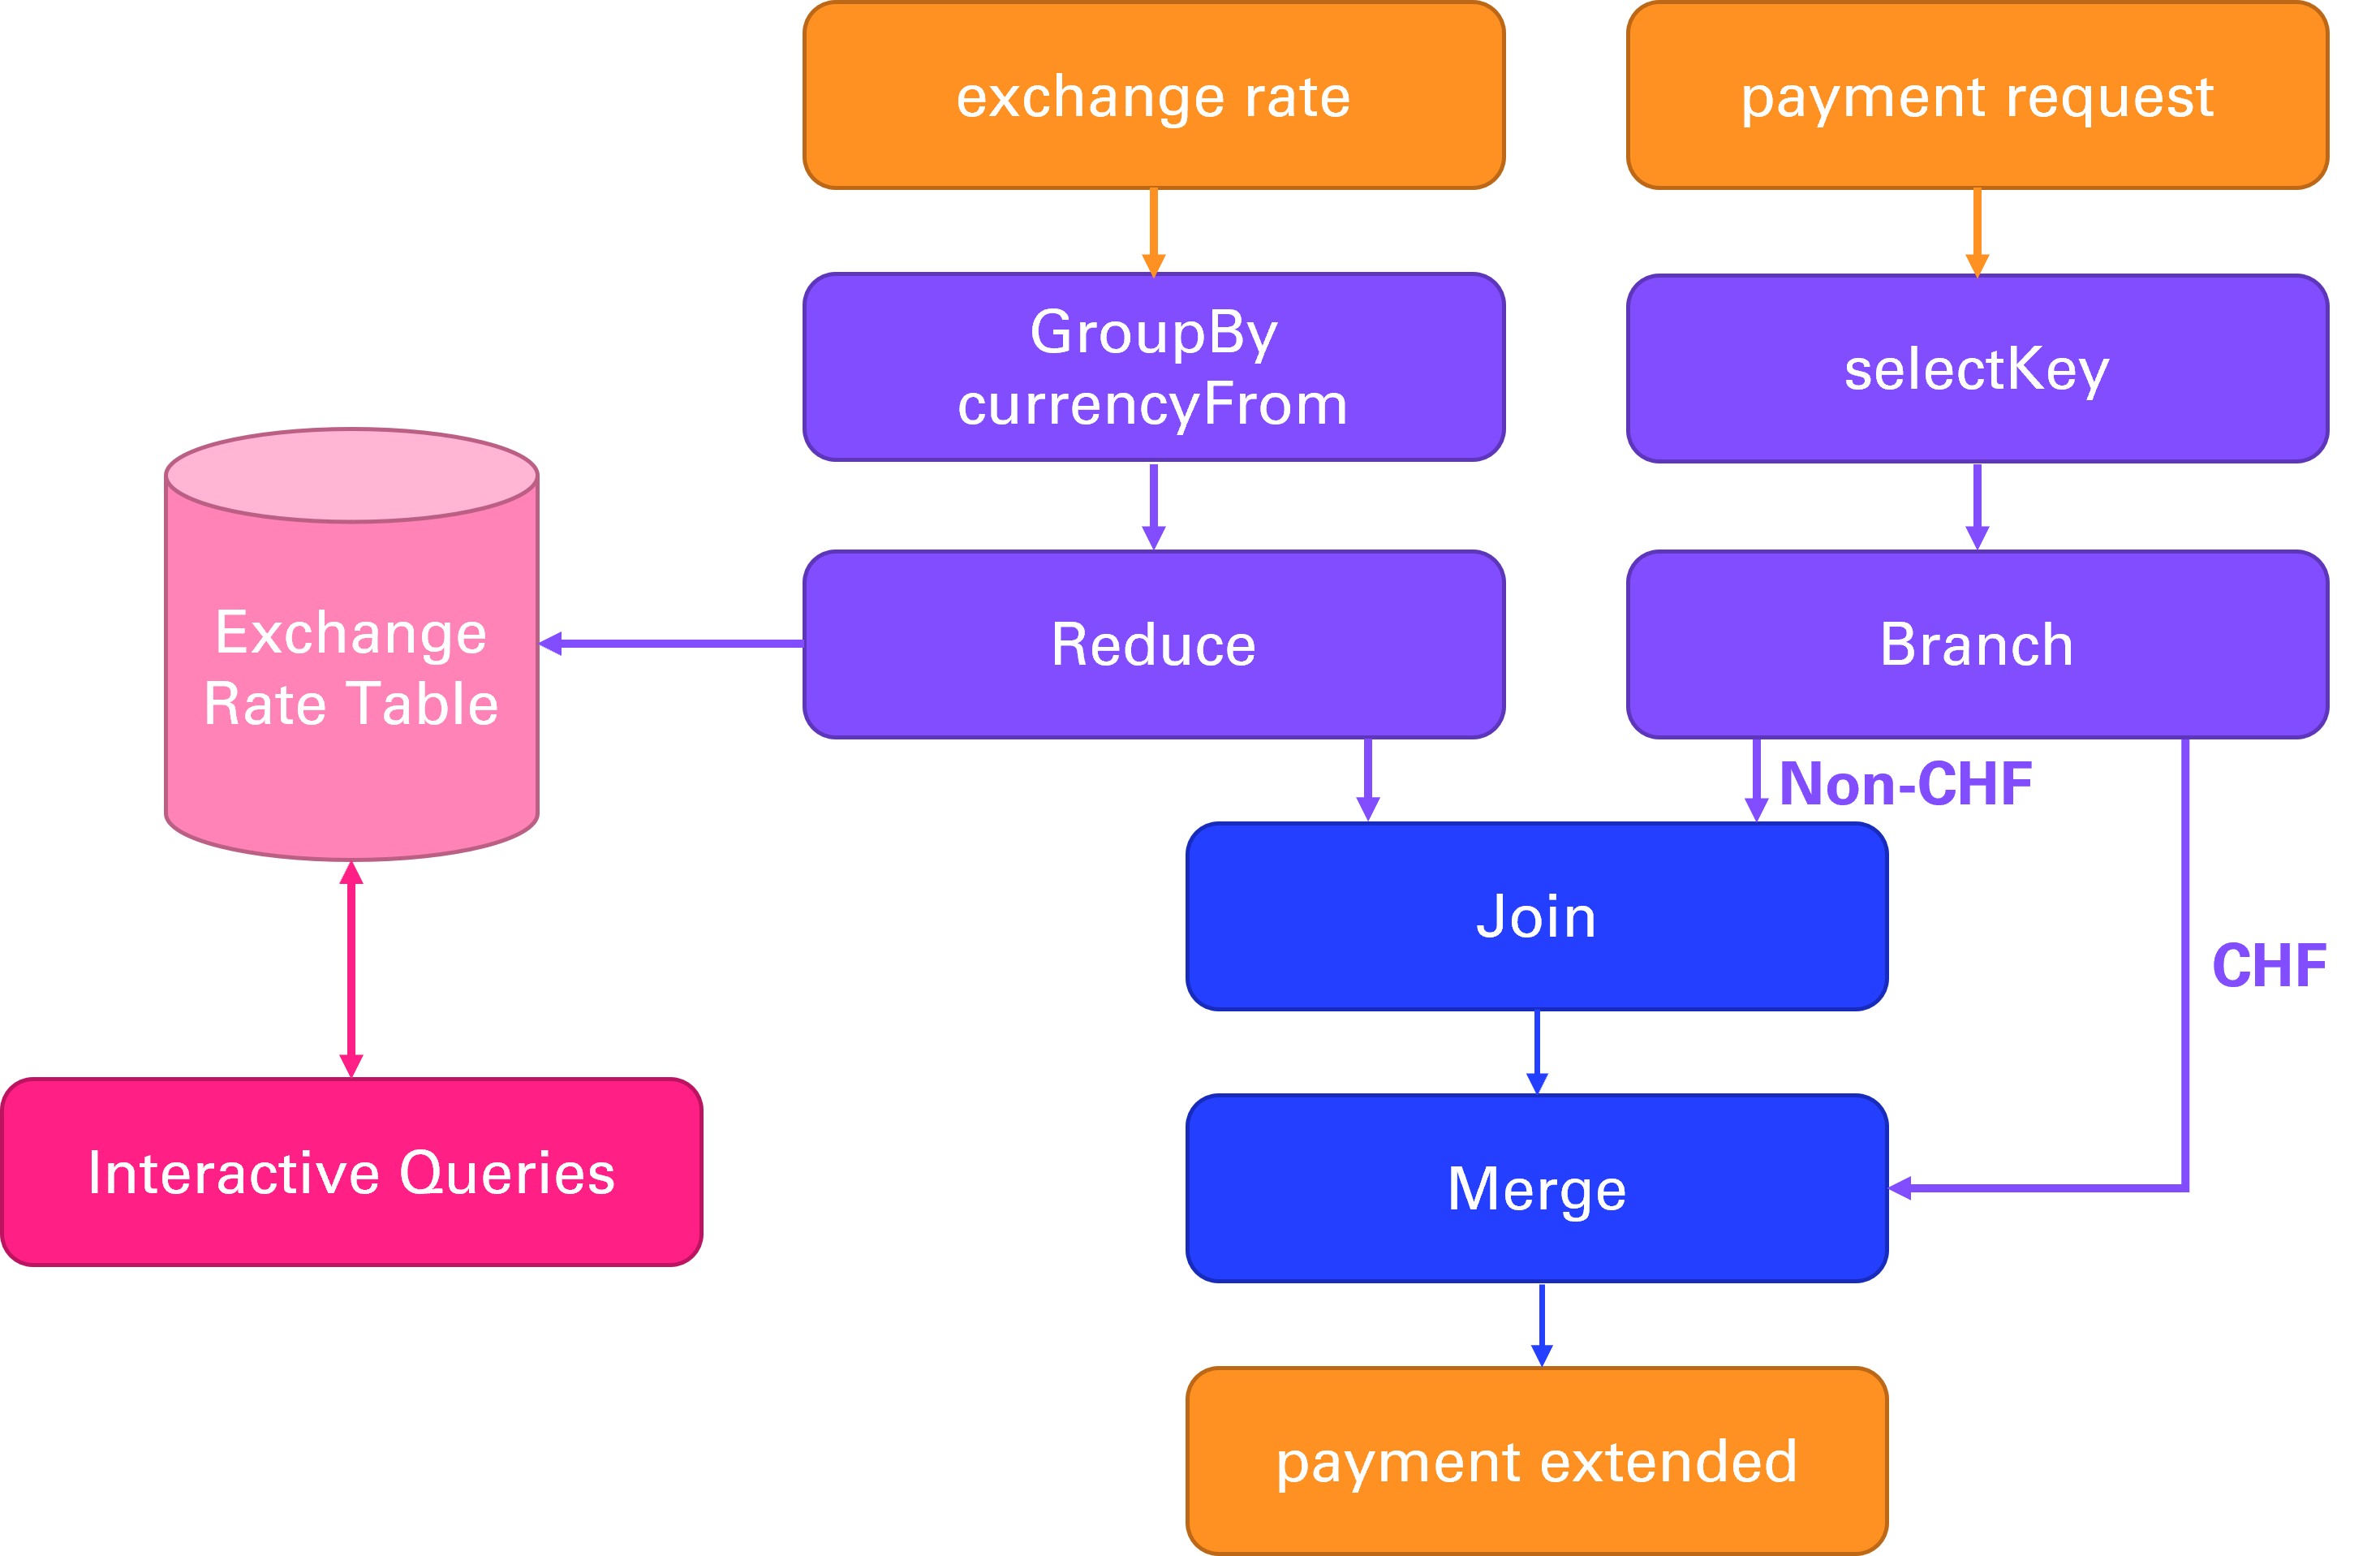 exchange rate
payment request
GroupBy
currencyFrom
selectKey
Exchange
Rate Table
Reduce
Branch
Non-CHF
Join
CHF
Interactive Queries
Merge
payment extended